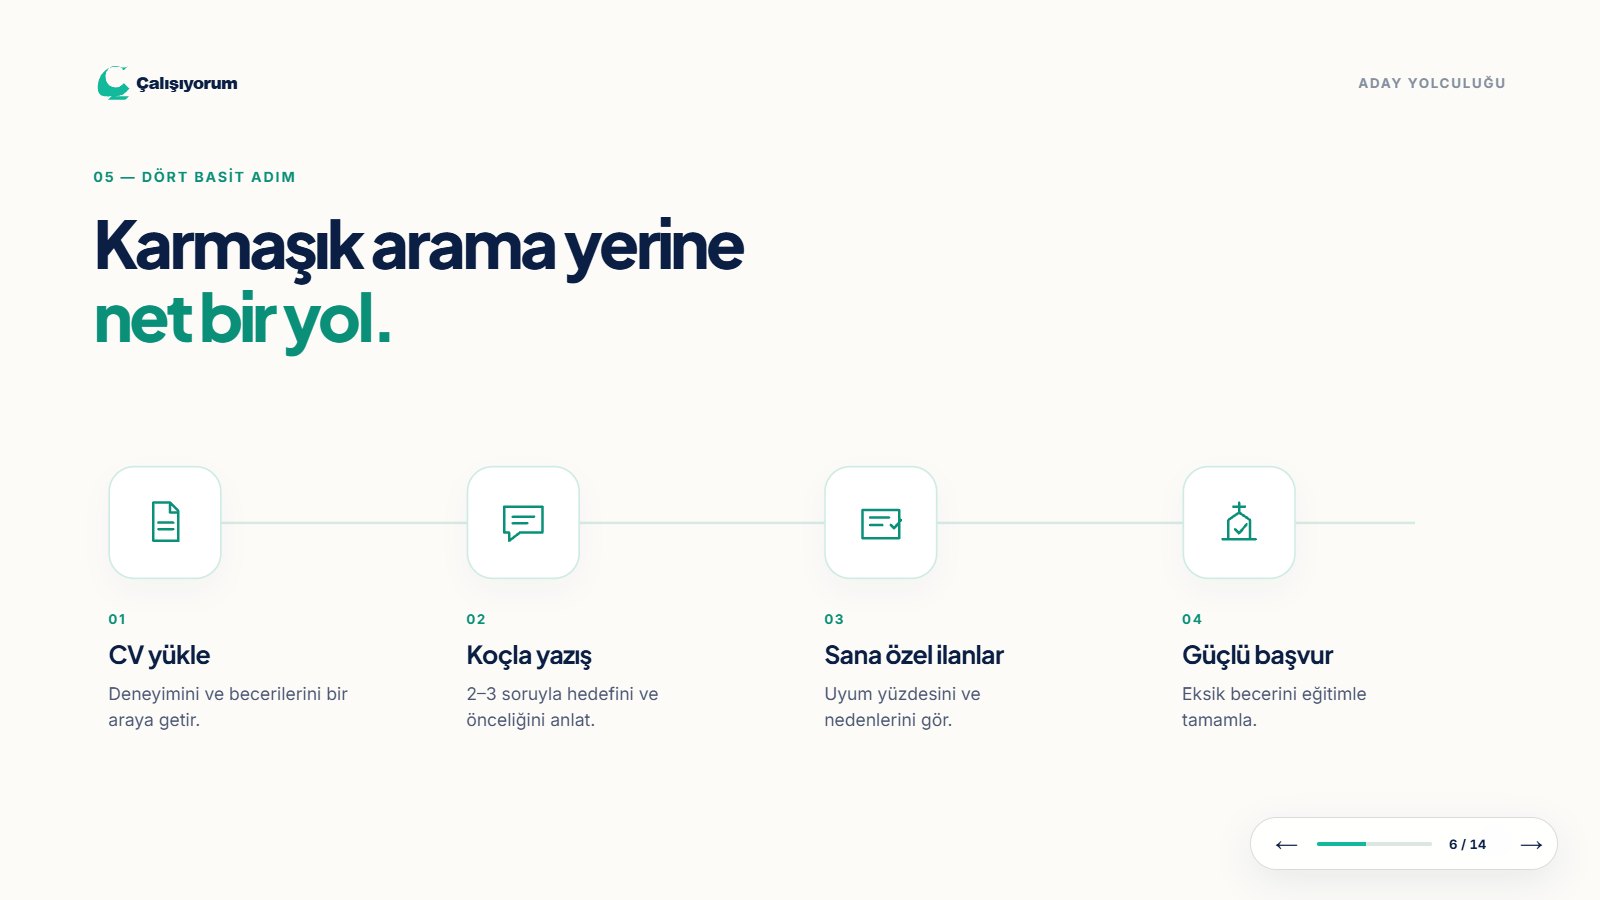 Çalışıyorum
ADAY YOLCULUĞU
05 — DÖRT BASİT ADIM
Karmaşık arama yerine
net bir yol.
01
CV yükle
Deneyimini ve becerilerini bir
araya getir.
02
Koçla yazış
2–3 soruyla hedefini ve
önceliğini anlat.
03
Sana özel ilanlar
Uyum yüzdesini ve
nedenlerini gör.
04
Güçlü başvur
Eksik becerini eğitimle
tamamla.
← 6 / 14 →